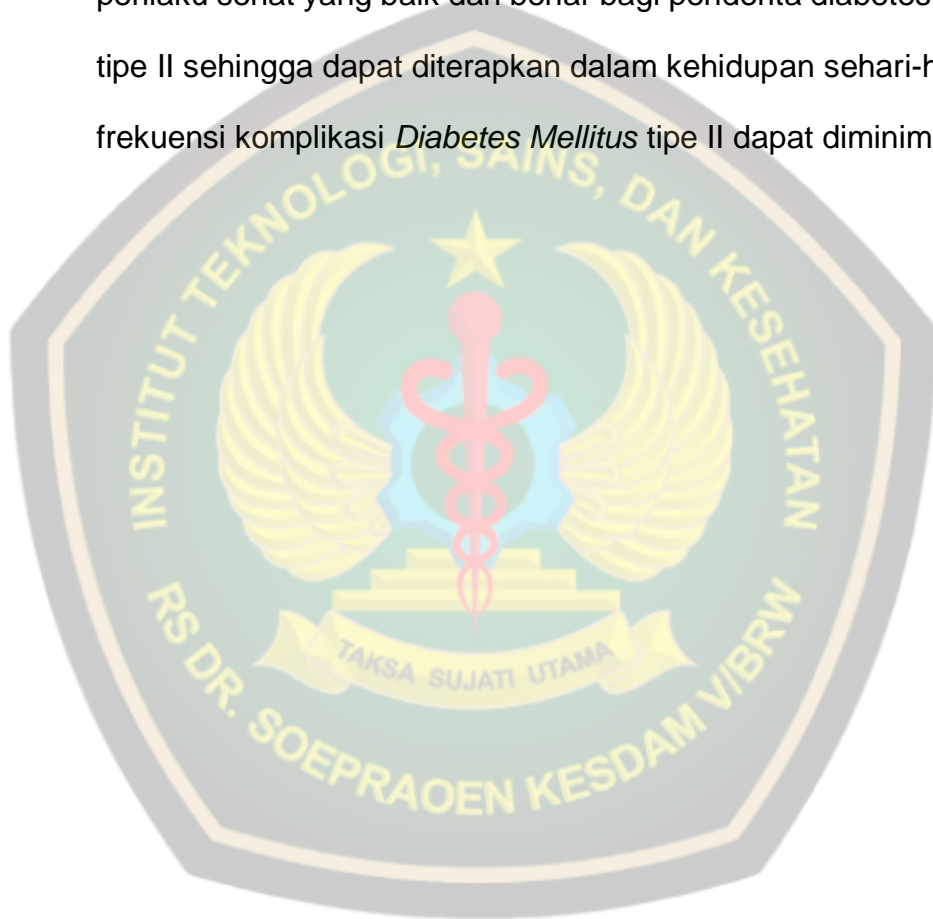 perilaku sehat yang baik dan benar bagi penderita diabetes
tipe II sehingga dapat diterapkan dalam kehidupan sehari-h
frekuensi komplikasi Diabetes Mellitus tipe II dapat diminim
INSTITUT TEKNOLOGI, SAINS, DAN KESEHATAN
TAKSA SUJATI UTAMA
RS DR. SOEPRAOEN KESDAM V/BRW